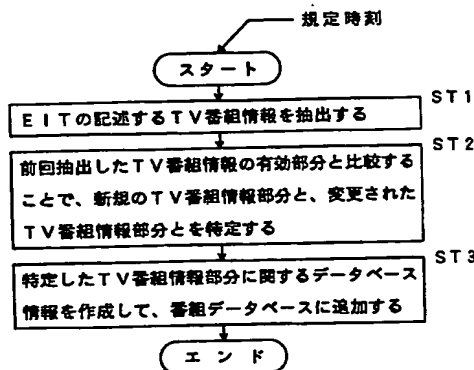 規定時刻
スタート
ST1
EITの記述するTV番組情報を抽出する
ST2
前回抽出したTV番組情報の有効部分と比較する
ことで、新規のTV番組情報部分と、変更された
TV番組情報部分とを特定する
ST3
特定したTV番組情報部分に関するデータベース
情報を作成して、番組データベースに追加する
エンド